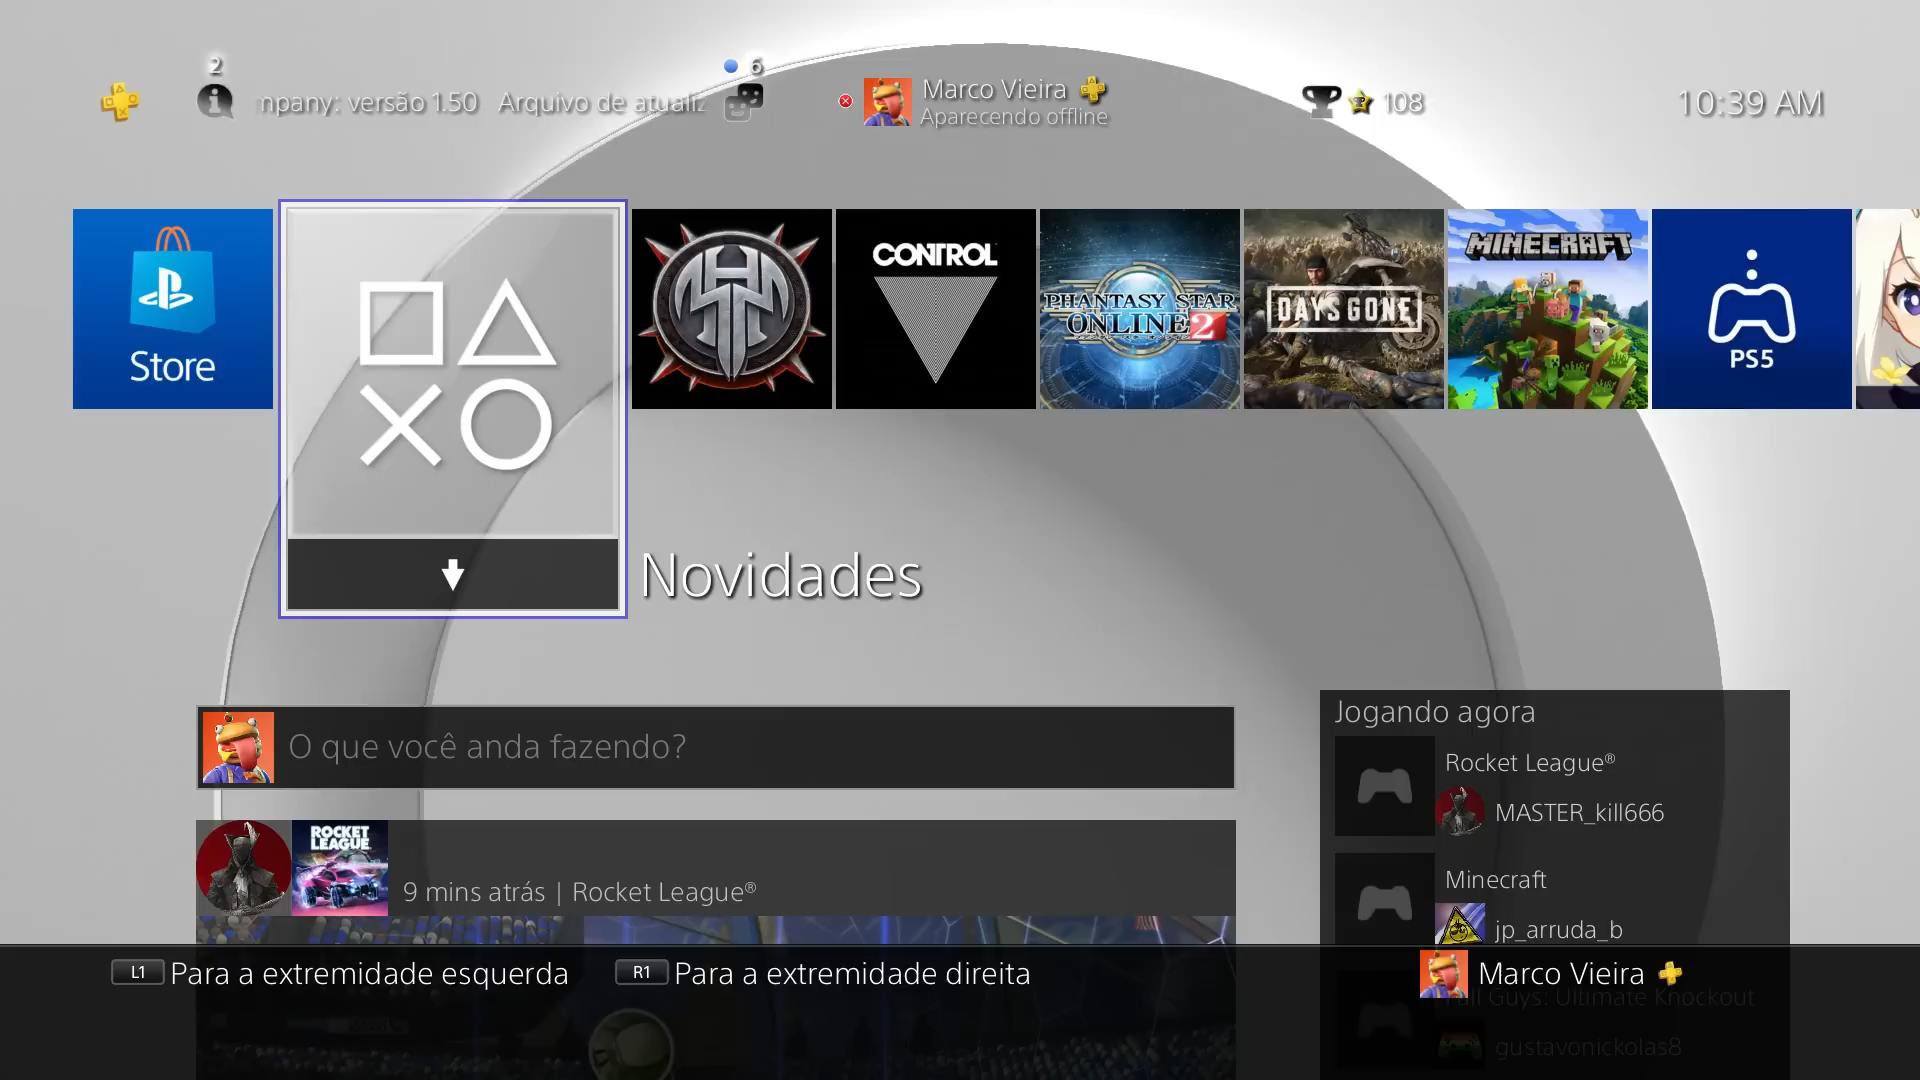 2
mpany: versão 1.50 Arquivo de atualiz
6
Marco Vieira
Aparecendo offline
108
10:39 AM
Store
CONTROL
PHANTASY STAR
ONLINE 2
DAYS GONE
MINECRAFT
PS5
Novidades
O que você anda fazendo?
ROCKET
LEAGUE
9 mins atrás | Rocket League®
Jogando agora
Rocket League®
MASTER_kill666
Minecraft
jp_arruda_b
Fall Guys: Ultimate Knockout
gustavonickolas8
L1 Para a extremidade esquerda R1 Para a extremidade direita
Marco Vieira